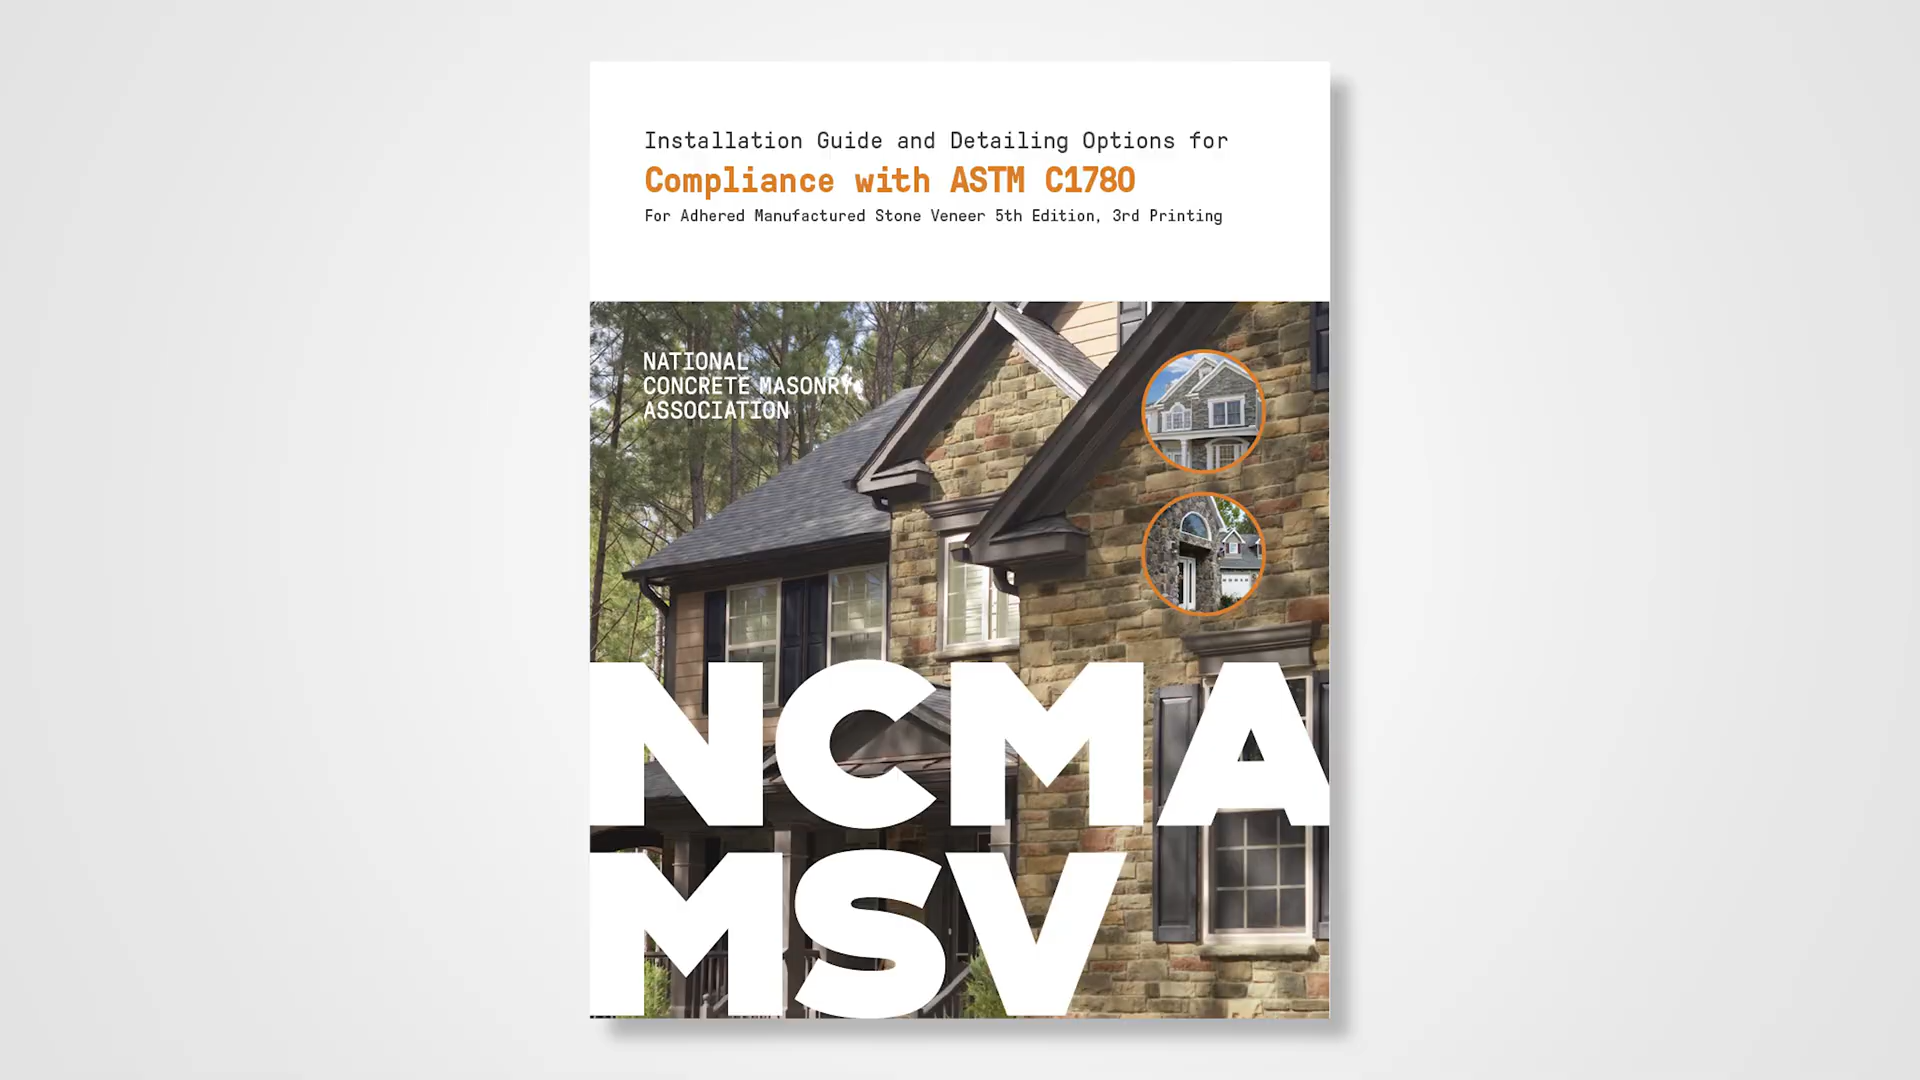 Installation Guide and Detailing Options for
Compliance with ASTM C1780
For Adhered Manufactured Stone Veneer 5th Edition, 3rd Printing
NATIONAL
CONCRETE MASONRY
ASSOCIATION
NCMA
MSV